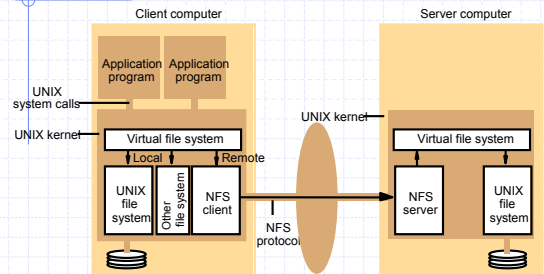 Client computer
Server computer
Application
program
Application
program
UNIX
system calls
UNIX kernel
UNIX kernel
Virtual file system
Virtual file system
Local
Remote
UNIX
file
system
Other
file system
NFS
client
NFS
server
UNIX
file
system
NFS
protocol